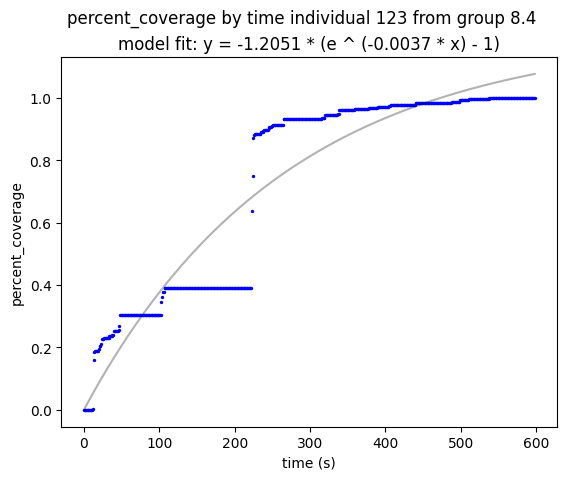 percent_coverage by time individual 123 from group 8.4
model fit: y = -1.2051 * (e ^ (-0.0037 * x) - 1)
1.0
0.8
0.6
0.4
0.2
0.0
percent_coverage
0 100 200 300 400 500 600
time (s)